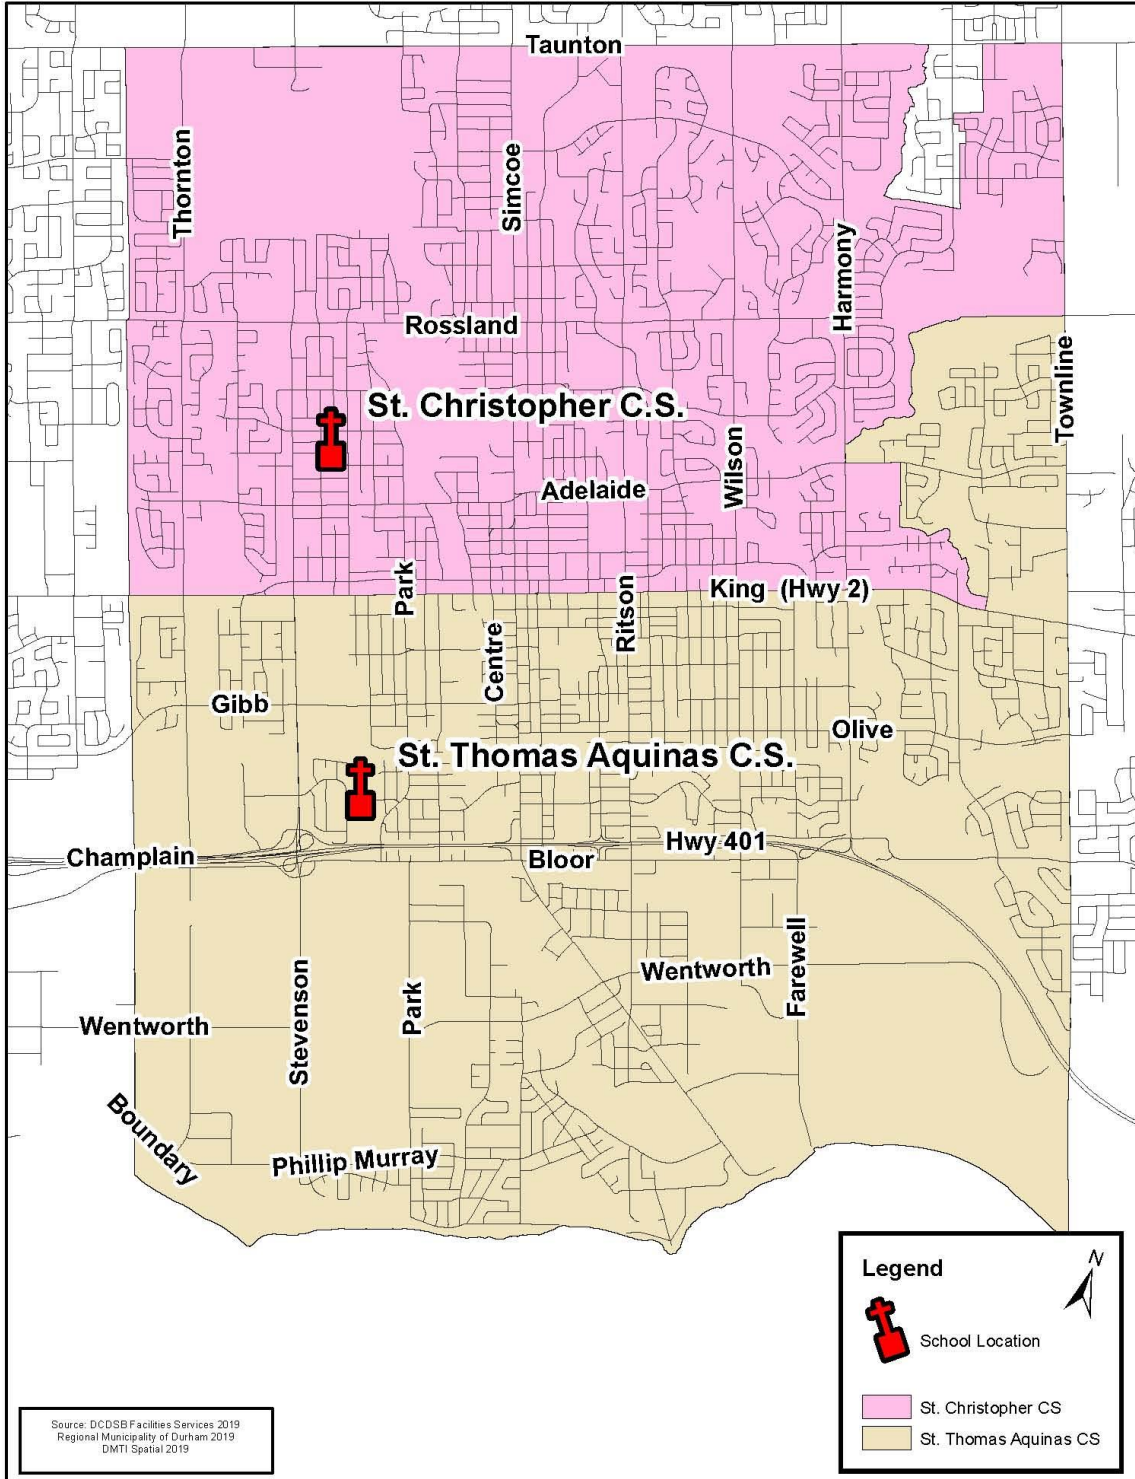 Taunton
Thornton
Simcoe
Harmony
Rossland
Townline
St. Christopher C.S.
Wilson
Adelaide
Park
King (Hwy 2)
Ritson
Centre
Gibb
Olive
St. Thomas Aquinas C.S.
Hwy 401
Champlain
Bloor
Farewell
Wentworth
Stevenson
Park
Wentworth
Boundary
Phillip Murray
Legend
N
School Location
St. Christopher CS
St. Thomas Aquinas CS
Source: DCDSB Facilities Services 2019
Regional Municipality of Durham 2019
DMTI Spatial 2019